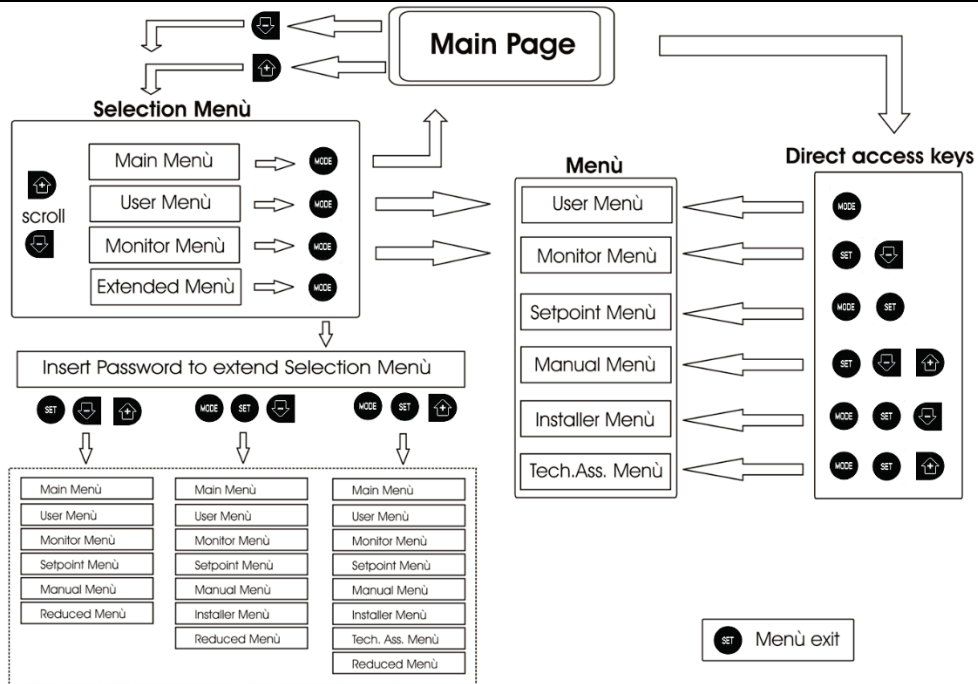 Main Page
Selection Menù
Main Menù
MODE
User Menù
MODE
scroll
Monitor Menù
MODE
Extended Menù
MODE
Insert Password to extend Selection Menù
SET
MODE SET
MODE SET
Main Menù
User Menù
Monitor Menù
Setpoint Menù
Manual Menù
Reduced Menù
Main Menù
User Menù
Monitor Menù
Setpoint Menù
Manual Menù
Installer Menù
Reduced Menù
Main Menù
User Menù
Monitor Menù
Setpoint Menù
Manual Menù
Installer Menù
Tech. Ass. Menù
Reduced Menù
Menù
User Menù
Monitor Menù
Setpoint Menù
Manual Menù
Installer Menù
Tech.Ass. Menù
Direct access keys
MODE
SET
MODE SET
SET
MODE SET
MODE SET
SET Menù exit